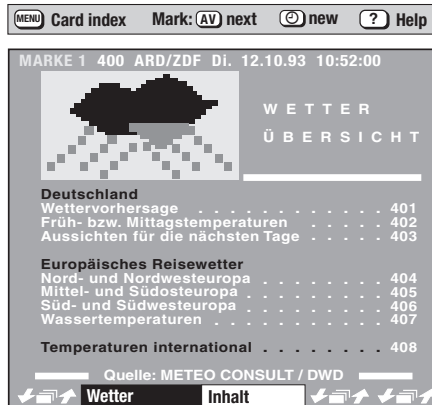 MENU Card index Mark: AV next new ? Help
MARKE 1 400 ARD/ZDF Di. 12.10.93 10:52:00
WETTER
ÜBERSICHT
Deutschland
Wettervorhersage . . . . . . . . . . . . 401
Früh- bzw. Mittagstemperaturen . . . . . 402
Aussichten für die nächsten Tage . . . . . 403
Europäisches Reisewetter
Nord- und Nordwesteuropa . . . . . . . . 404
Mittel- und Südosteuropa . . . . . . . . . 405
Süd- und Südwesteuropa . . . . . . . . . 406
Wassertemperaturen . . . . . . . . . . . 407
Temperaturen international . . . . . . . . 408
Quelle: METEO CONSULT / DWD
Wetter Inhalt